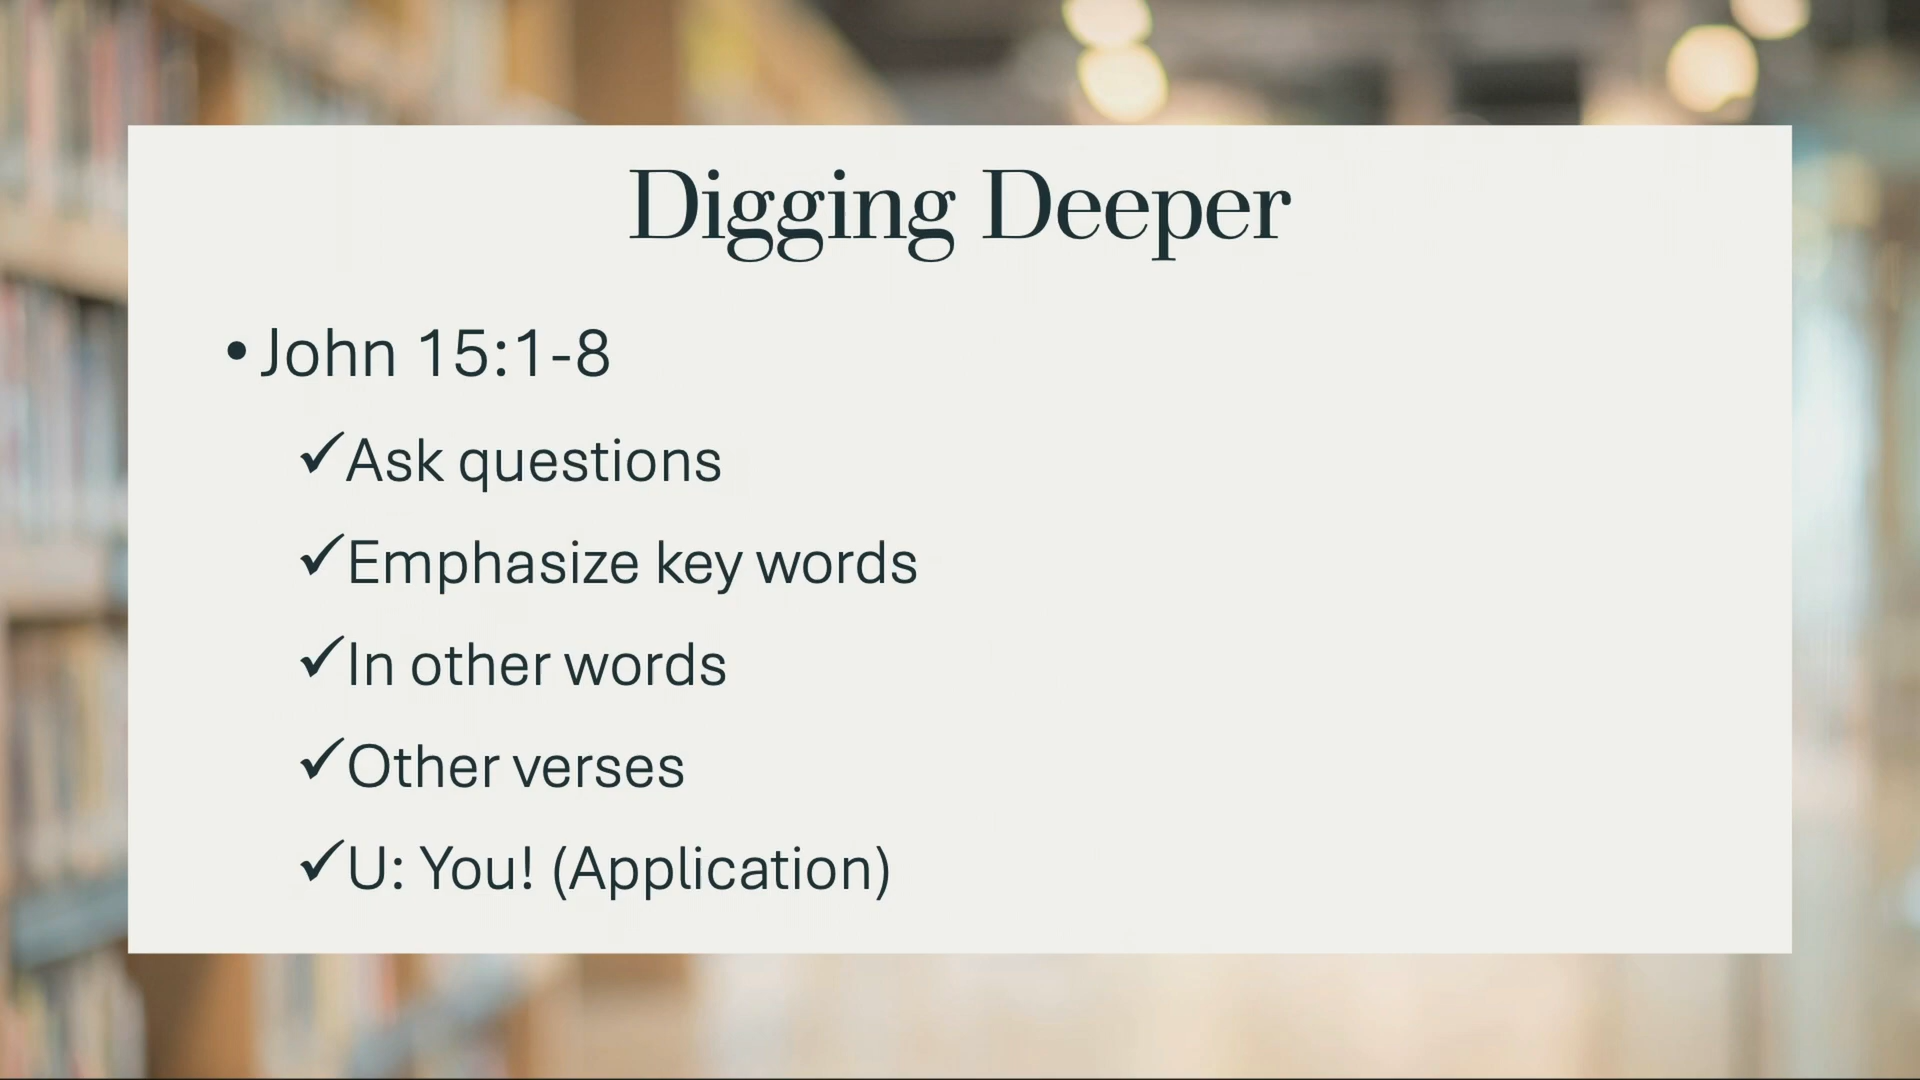 Digging Deeper
• John 15:1-8
✓Ask questions
✓Emphasize key words
✓In other words
✓Other verses
✓U: You! (Application)